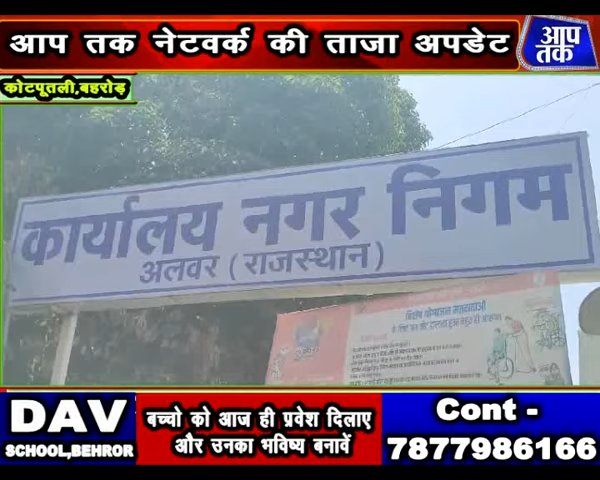 आप तक नेटवर्क की ताजा अपडेट
आप
तक
कोटपूतली,बहरोड़
कार्यालय नगर निगम
अलवर (राजस्थान)
DAV
SCHOOL,BEHROR
बच्चो को आज ही प्रवेश दिलाए
और उनका भविष्य बनावें
Cont -
7877986166